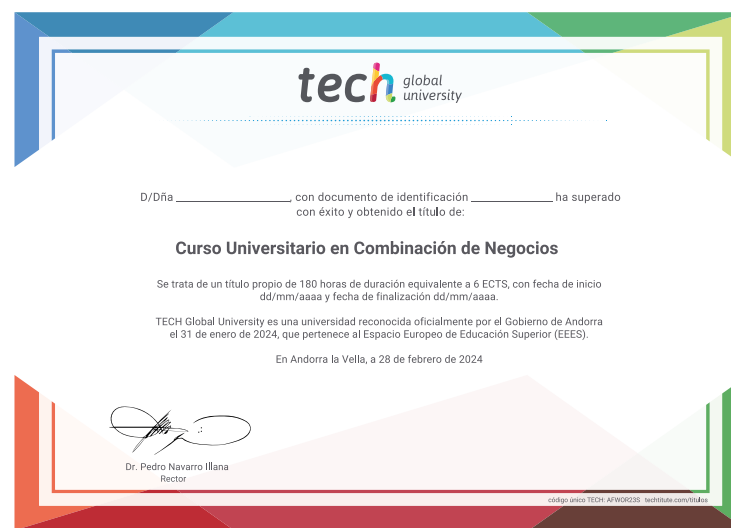 tech global
university
D/Dña ____________________, con documento de identificación ______________ ha superado
con éxito y obtenido el título de:
Curso Universitario en Combinación de Negocios
Se trata de un título propio de 180 horas de duración equivalente a 6 ECTS, con fecha de inicio
dd/mm/aaaa y fecha de finalización dd/mm/aaaa.
TECH Global University es una universidad reconocida oficialmente por el Gobierno de Andorra
el 31 de enero de 2024, que pertenece al Espacio Europeo de Educación Superior (EEES).
En Andorra la Vella, a 28 de febrero de 2024
Dr. Pedro Navarro Illana
Rector
código único TECH: AFWOR23S techtitute.com/titulos